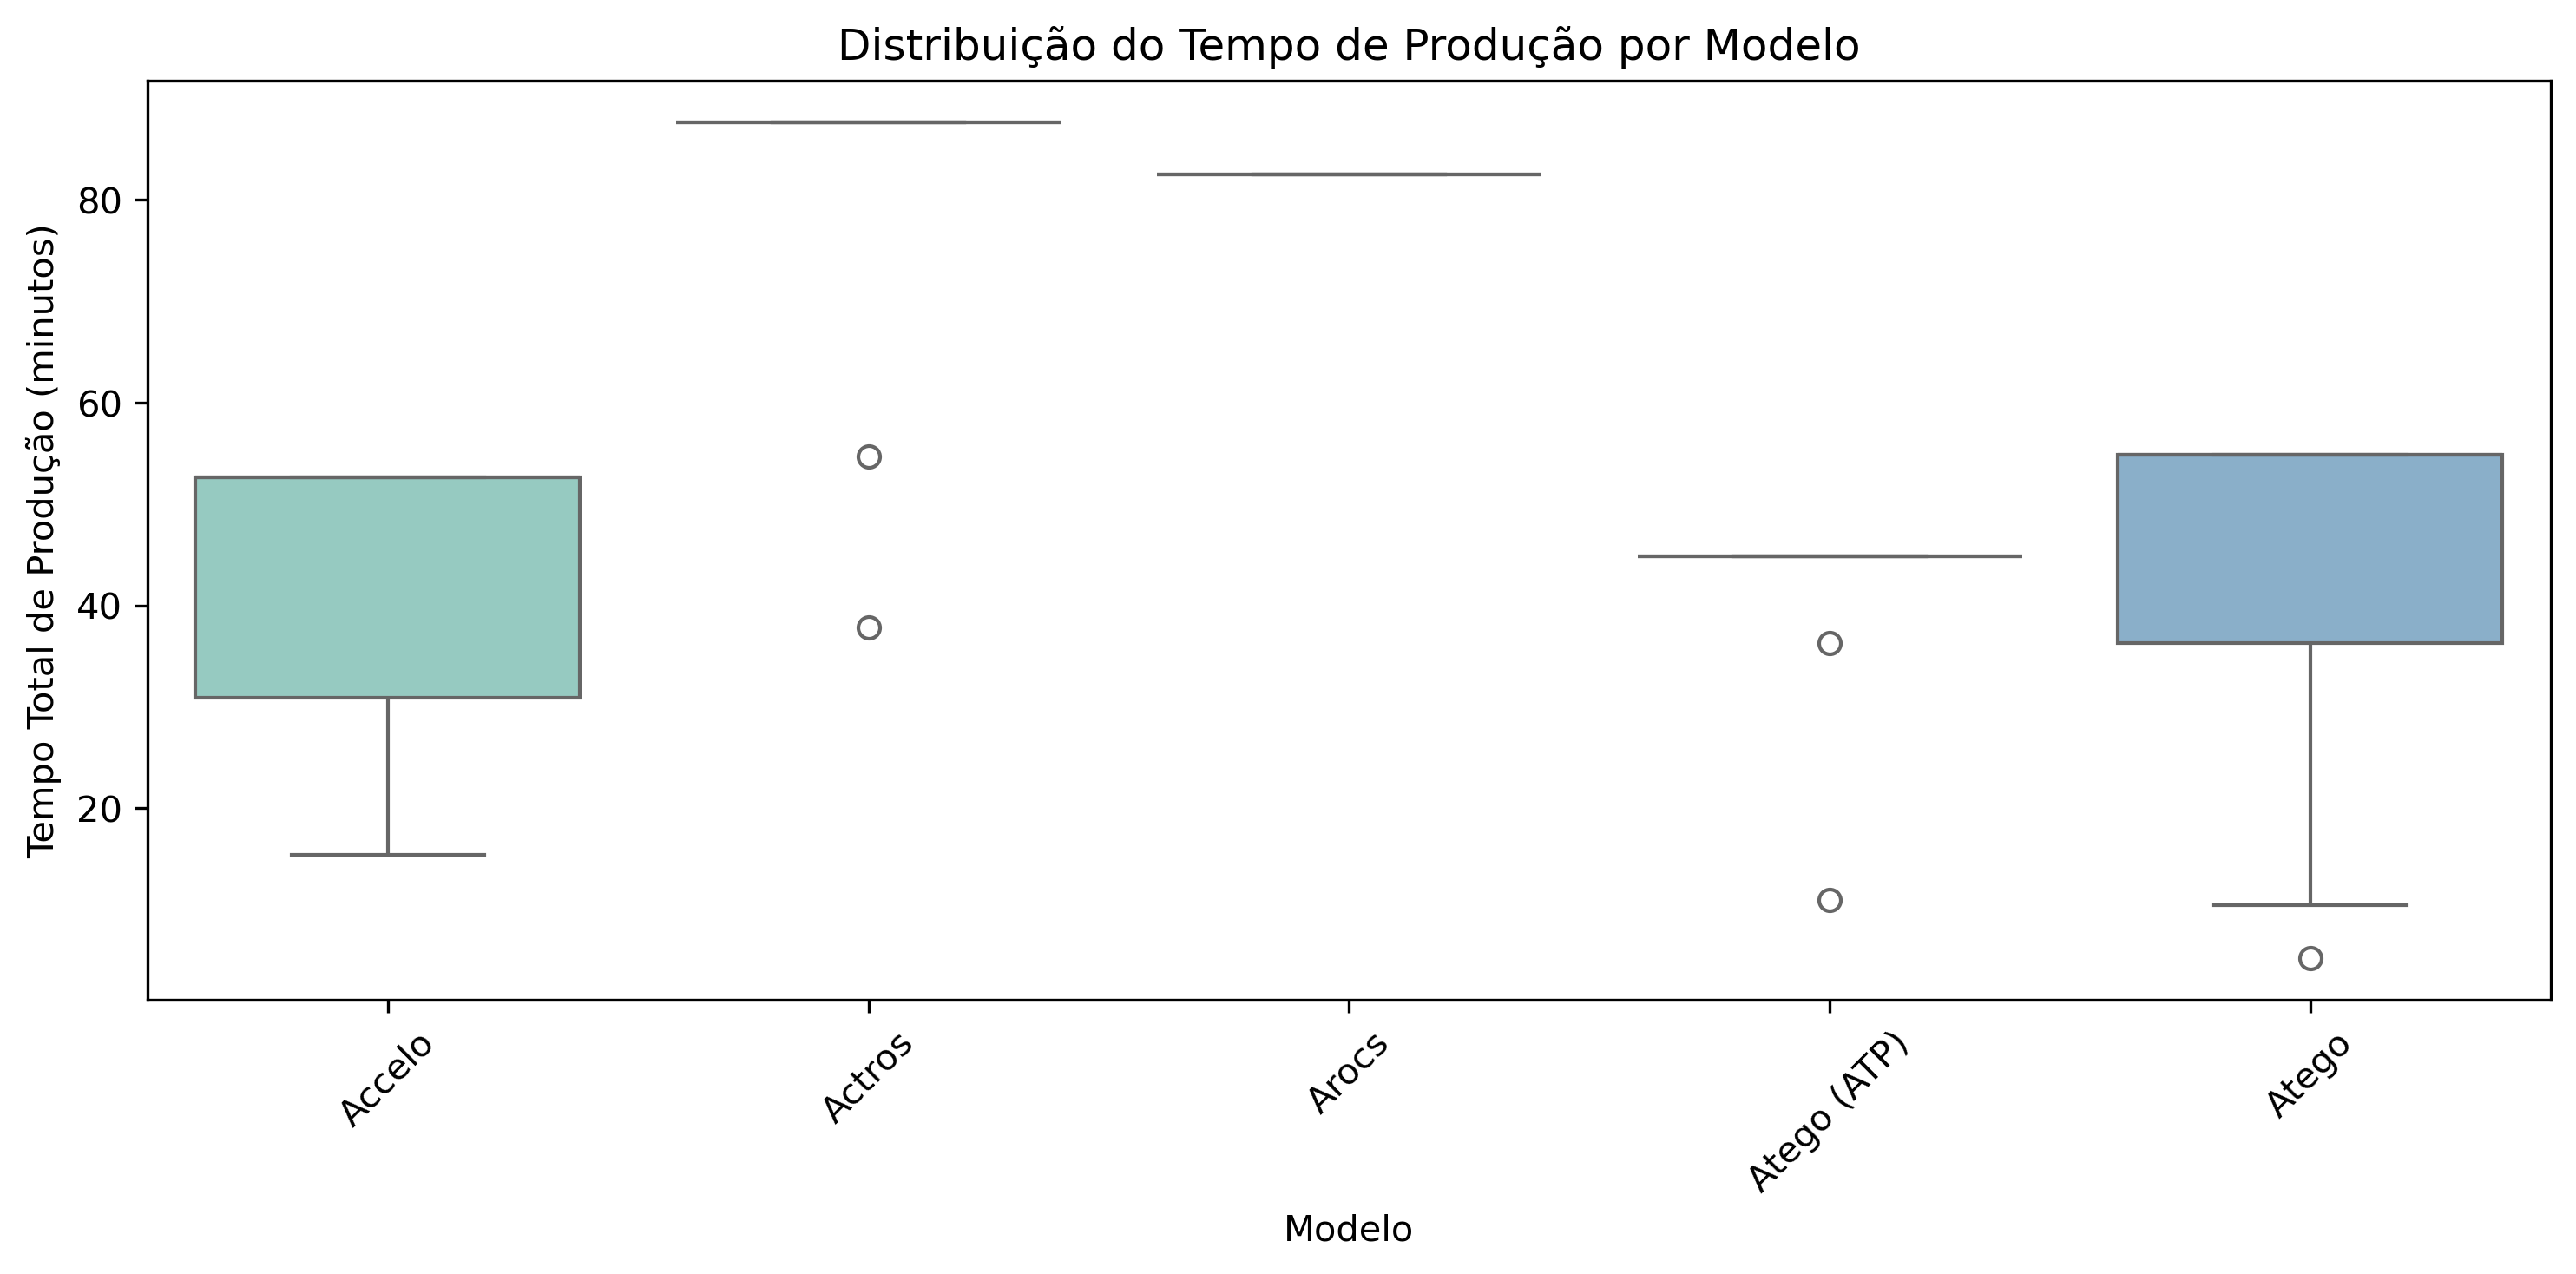 Distribuição do Tempo de Produção por Modelo
Tempo Total de Produção (minutos)
80
60
40
20
Accelo
Actros
Arocs
Atego (ATP)
Atego
Modelo